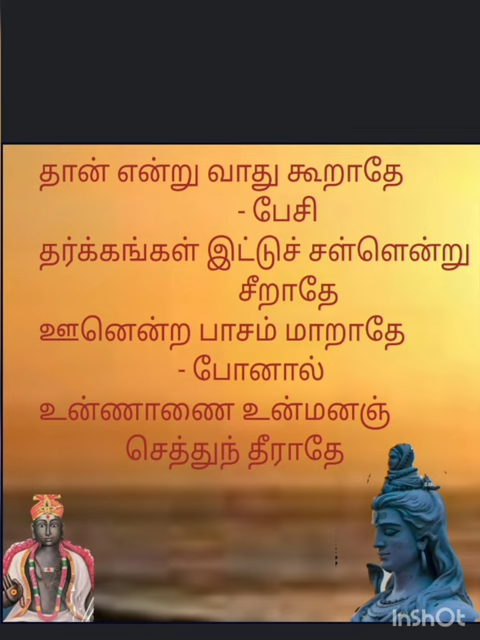 தான் என்று வாது கூறாதே
- பேசி
தர்க்கங்கள் இட்டுச் சள்ளென்று
சீறாதே
ஊனென்ற பாசம் மாறாதே
- போனால்
உன்ணாணை உன்மனஞ்
செத்துந் தீராதே
InShOt